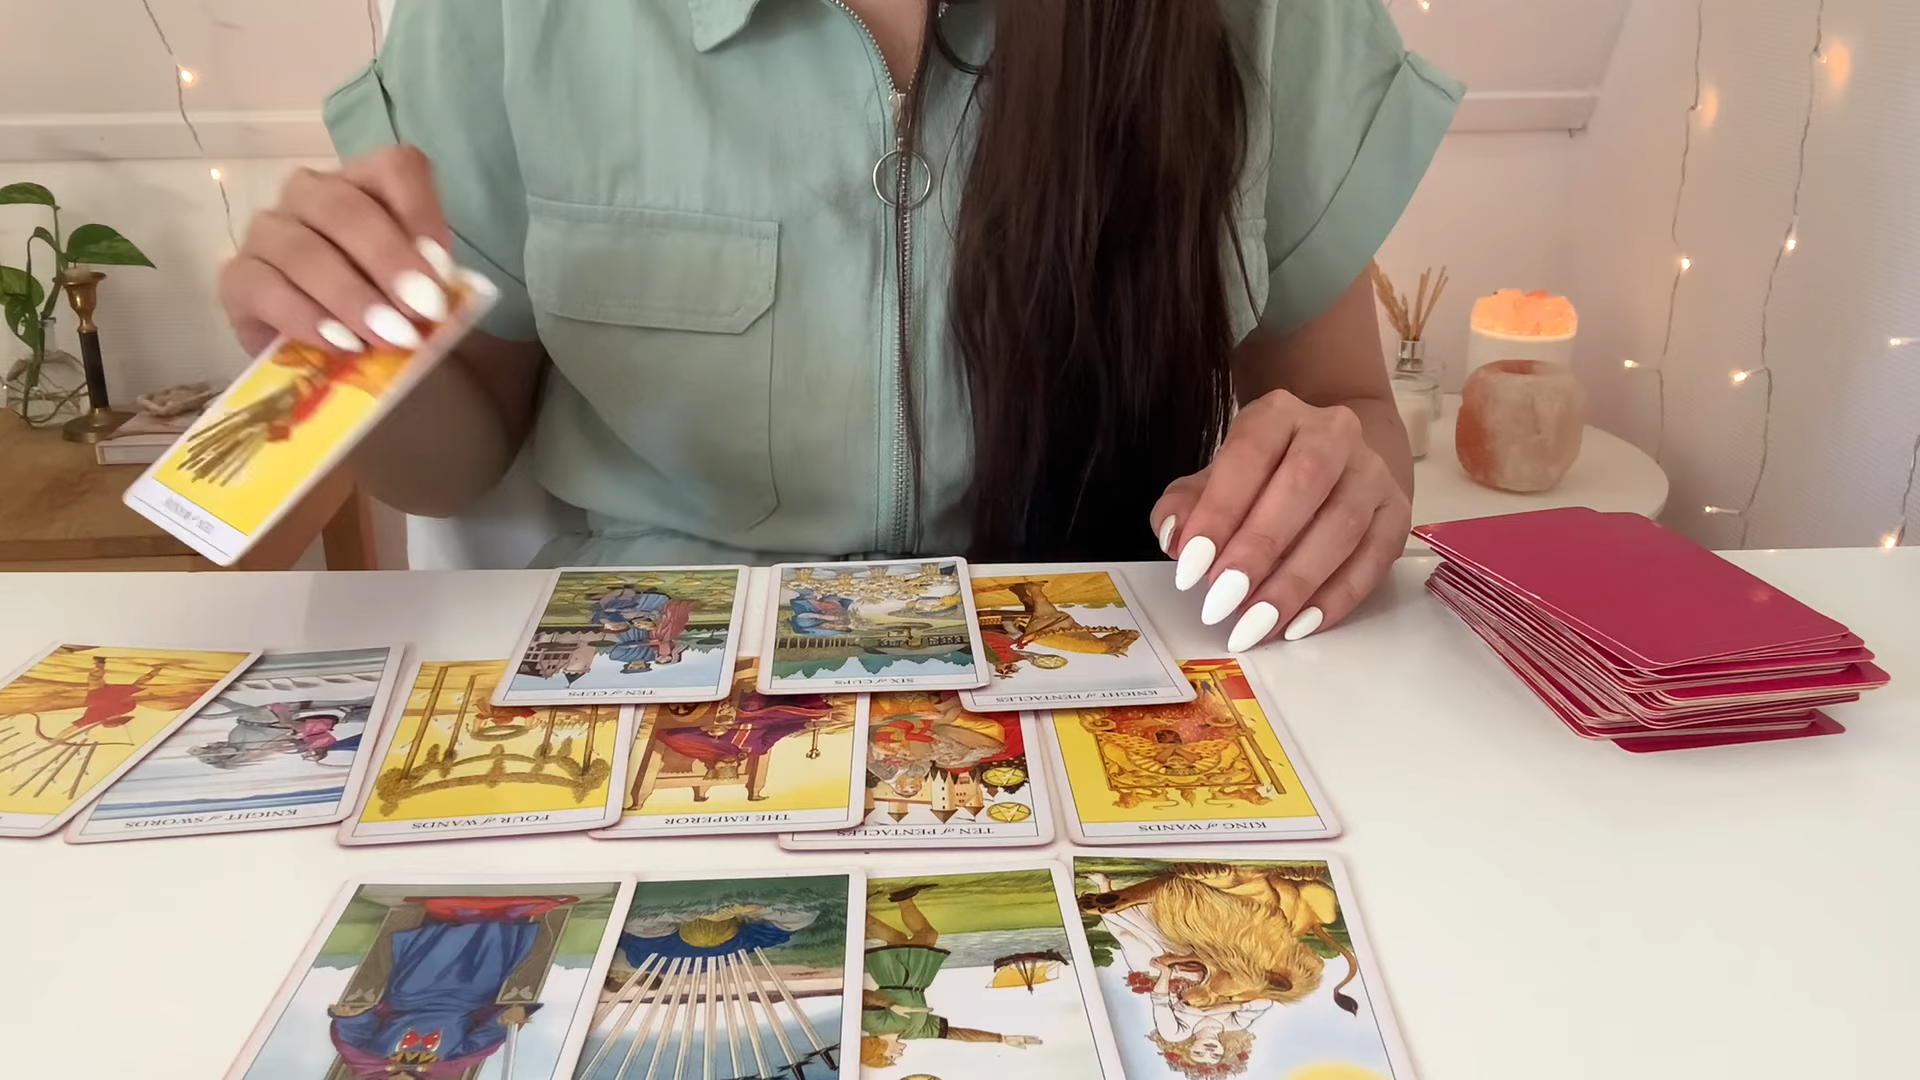 TEN of CUPS
SIX of CUPS
KNIGHT of PENTACLES
KNIGHT of SWORDS
FOUR of WANDS
THE EMPEROR
TEN of PENTACLES
KING of WANDS